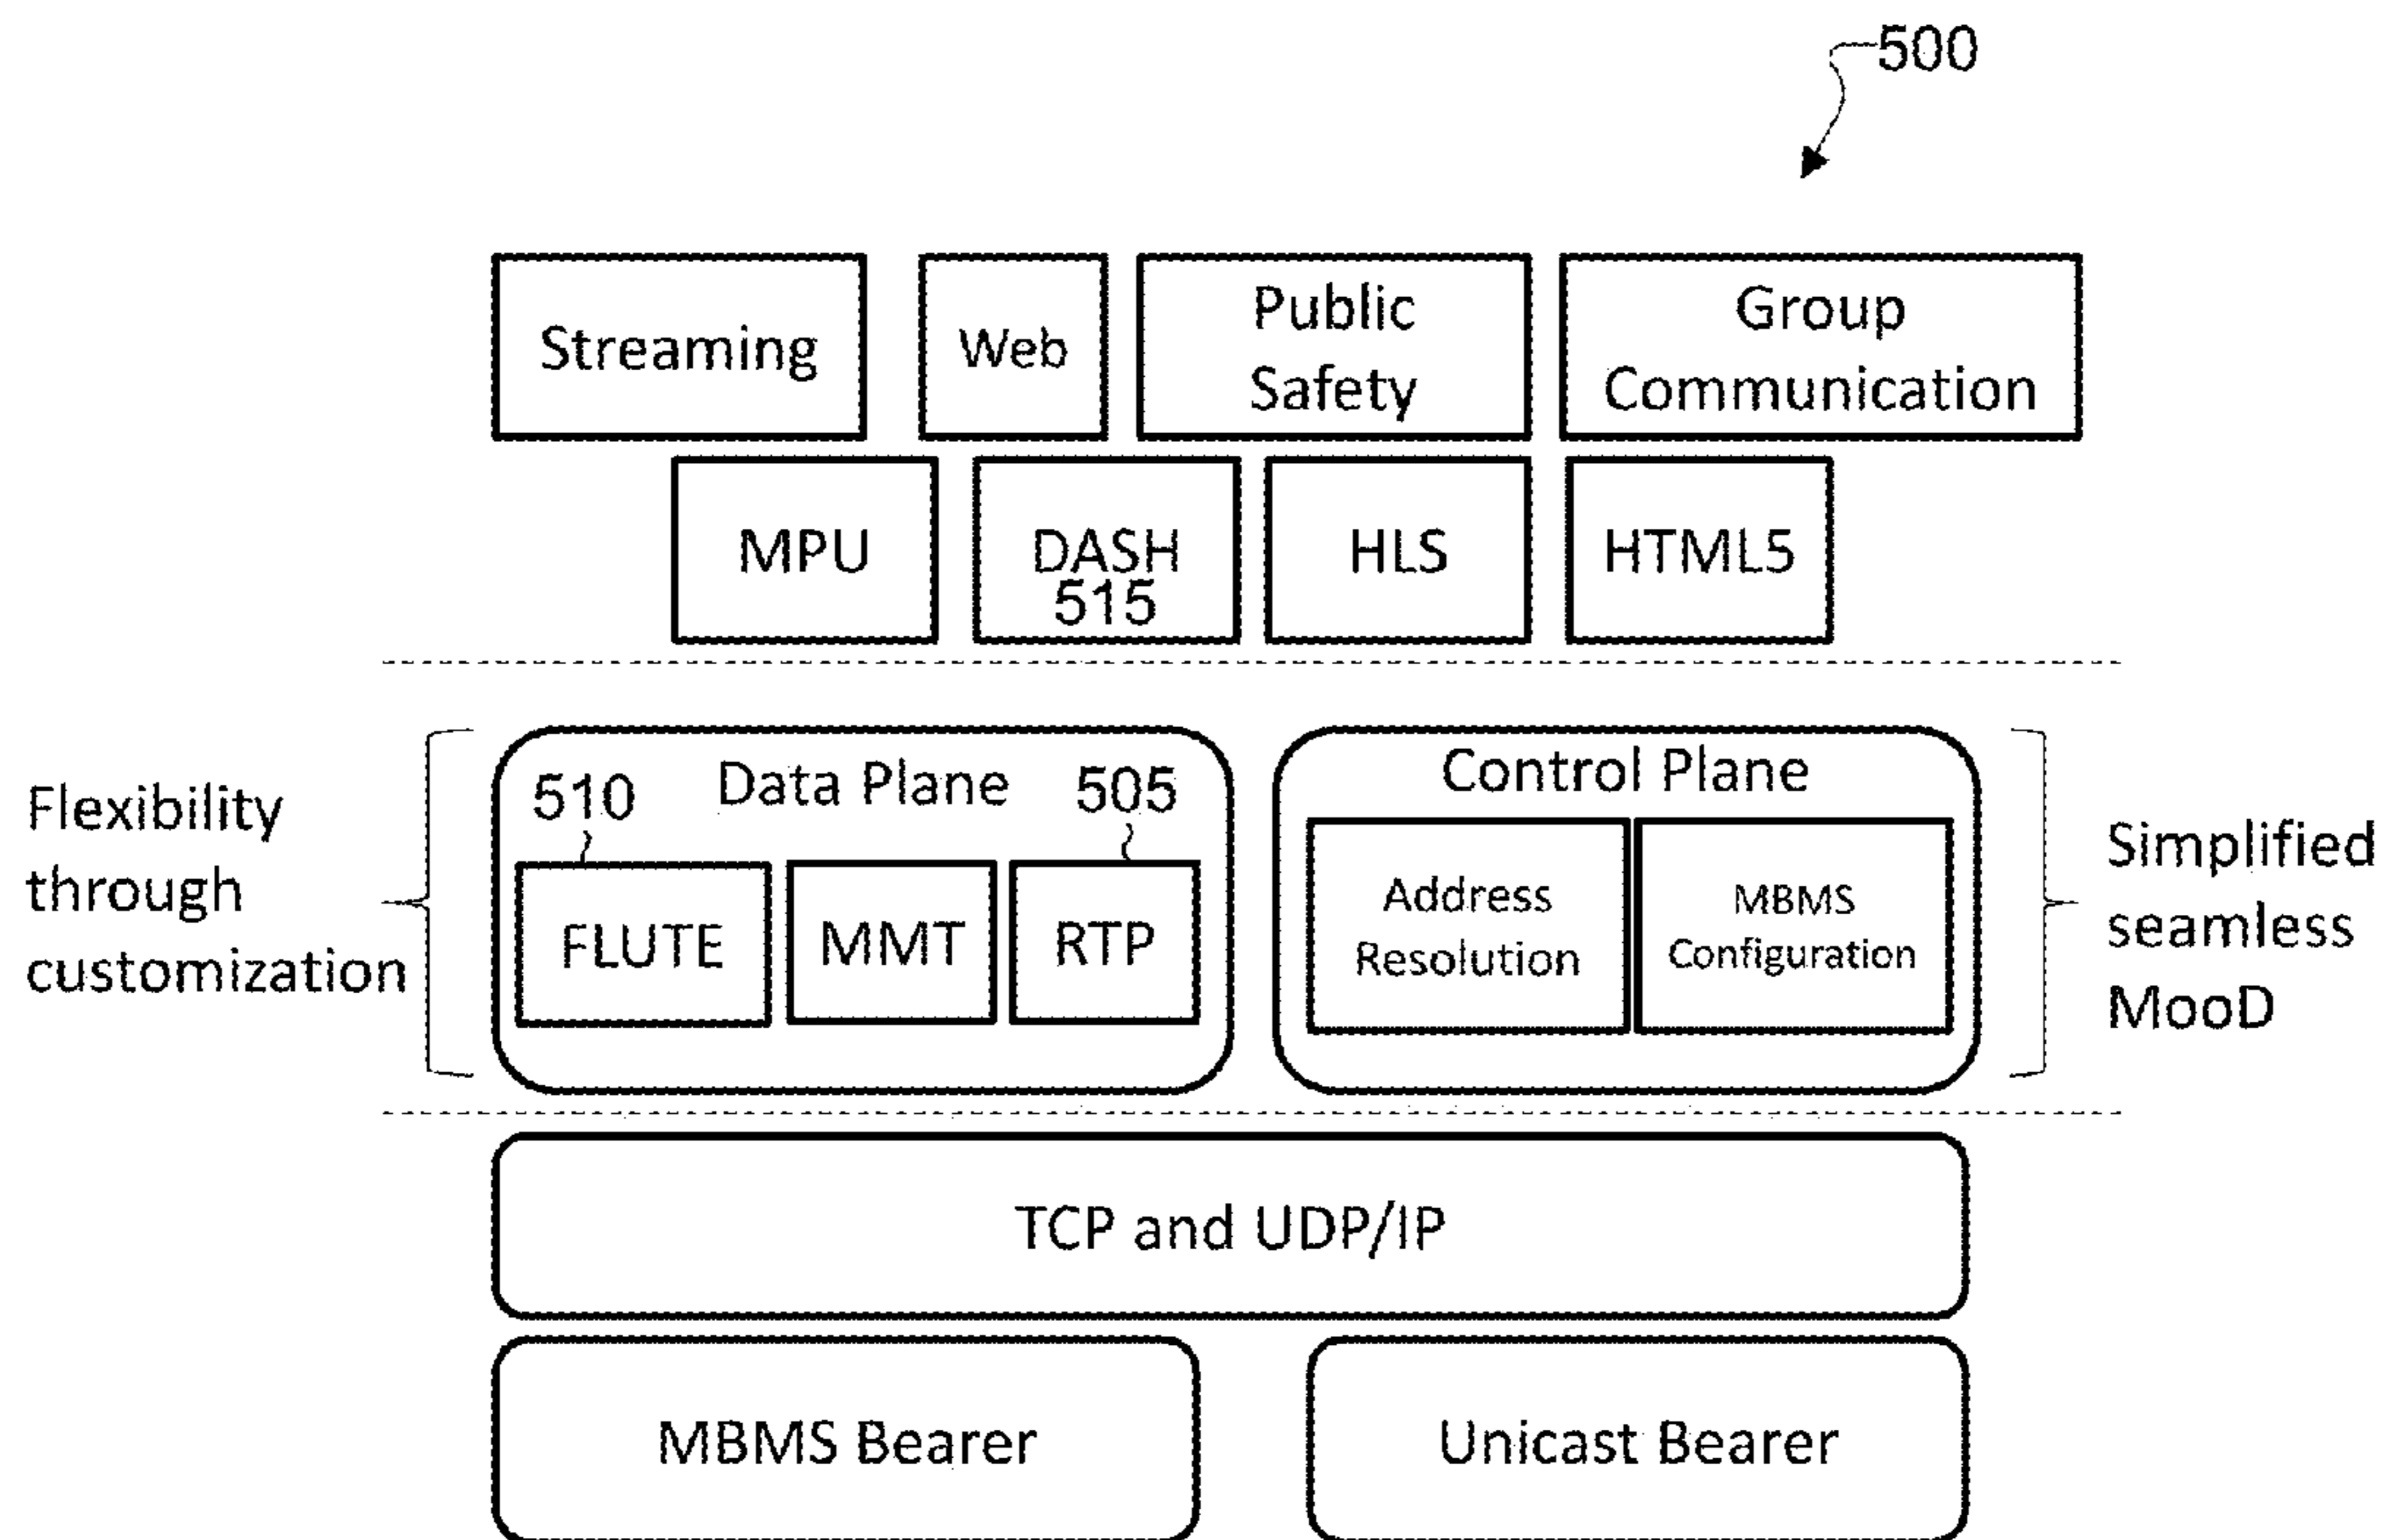 500
Streaming
Web
Public
Safety
Group
Communication
MPU
DASH
515
HLS
HTML5
Flexibility
through
customization
510
Data Plane
505
FLUTE
MMT
RTP
Control Plane
Address
Resolution
MBMS
Configuration
Simplified
seamless
MooD
TCP and UDP/IP
MBMS Bearer
Unicast Bearer